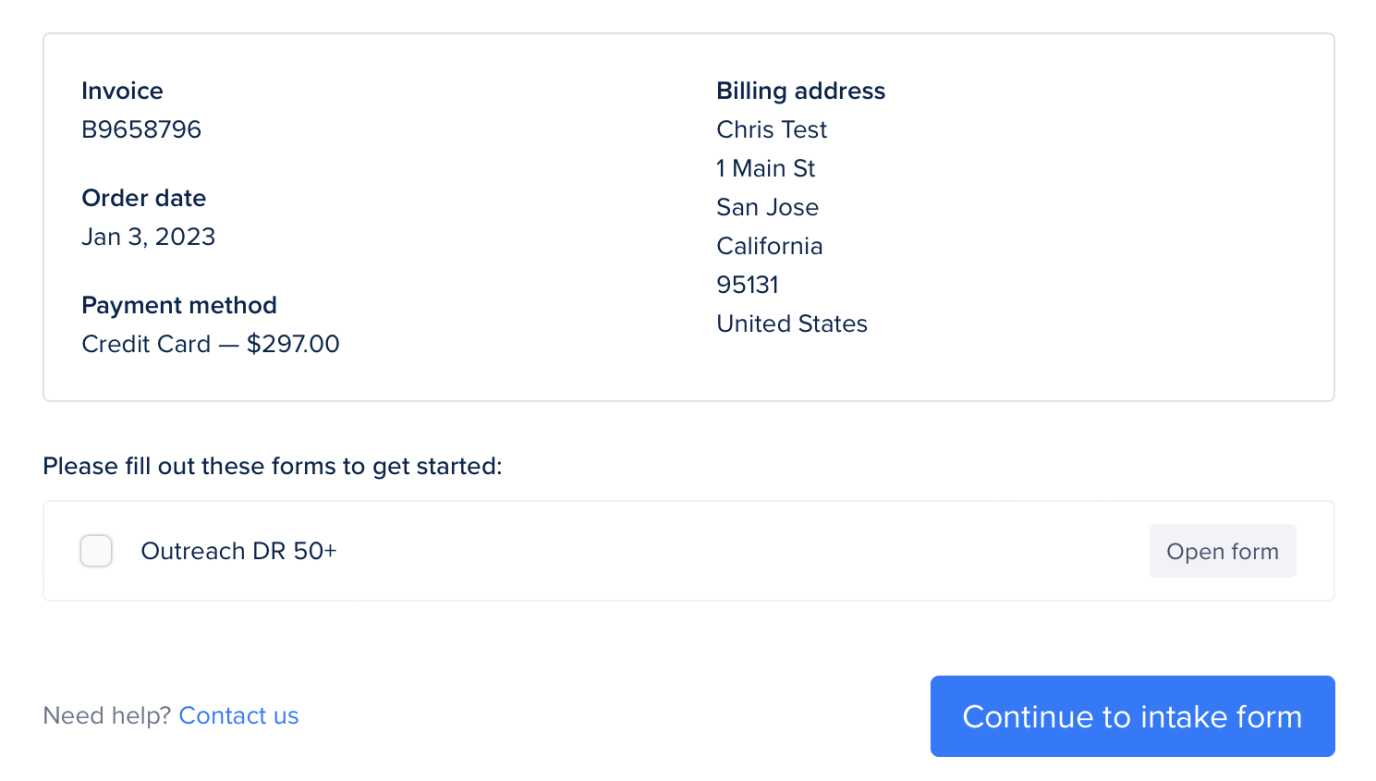 Invoice
B9658796
Order date
Jan 3, 2023
Payment method
Credit Card — $297.00
Billing address
Chris Test
1 Main St
San Jose
California
95131
United States
Please fill out these forms to get started:
Outreach DR 50+
Open form
Need help? Contact us
Continue to intake form